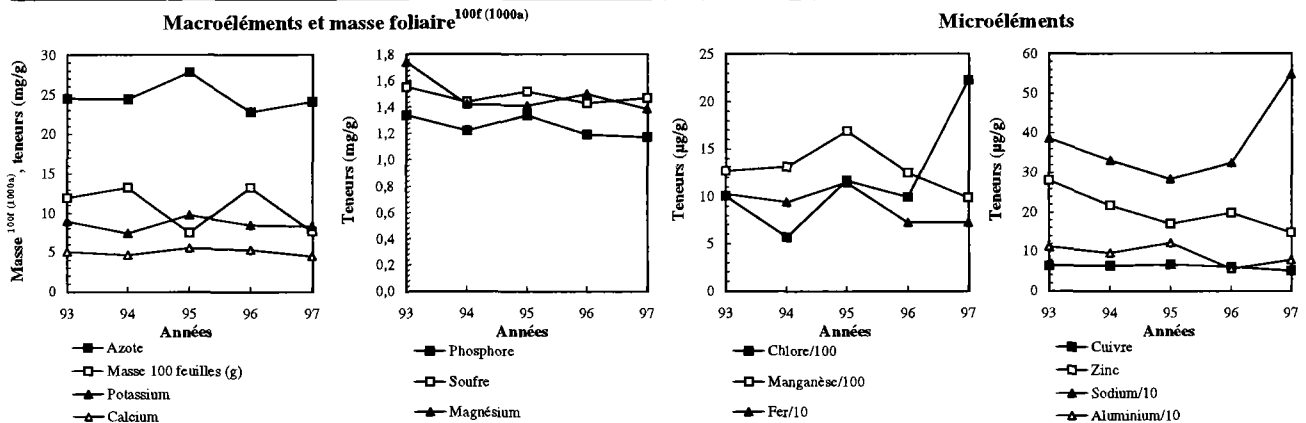 Macroéléments et masse foliaire 100f (1000a)
Microéléments
Masse 100f (1000a), teneurs (mg/g)
30
25
20
15
10
5
0
93 94 95 96 97
Années
Azote
Masse 100 feuilles (g)
Potassium
Calcium
Teneurs (mg/g)
1,8
1,6
1,4
1,2
1,0
0,8
0,6
0,4
0,2
0,0
93 94 95 96 97
Années
Phosphore
Soufre
Magnésium
Teneurs (µg/g)
25
20
15
10
5
0
93 94 95 96 97
Années
Chlore/100
Manganèse/100
Fer/10
Teneurs (µg/g)
60
50
40
30
20
10
0
93 94 95 96 97
Années
Cuivre
Zinc
Sodium/10
Aluminium/10